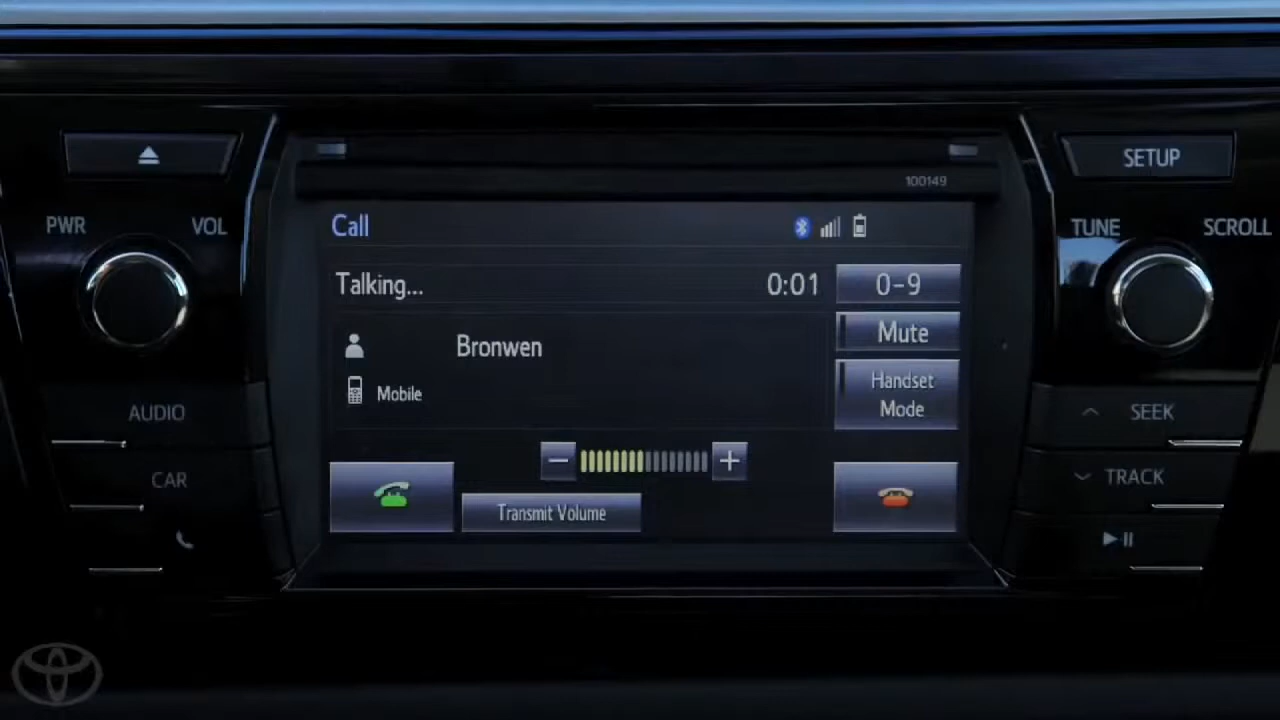 SETUP
100149
PWR VOL
Call
TUNE SCROLL
Talking... 0:01 0-9
Mute
Bronwen
Handset
Mode
Mobile
AUDIO
SEEK
CAR
TRACK
Transmit Volume